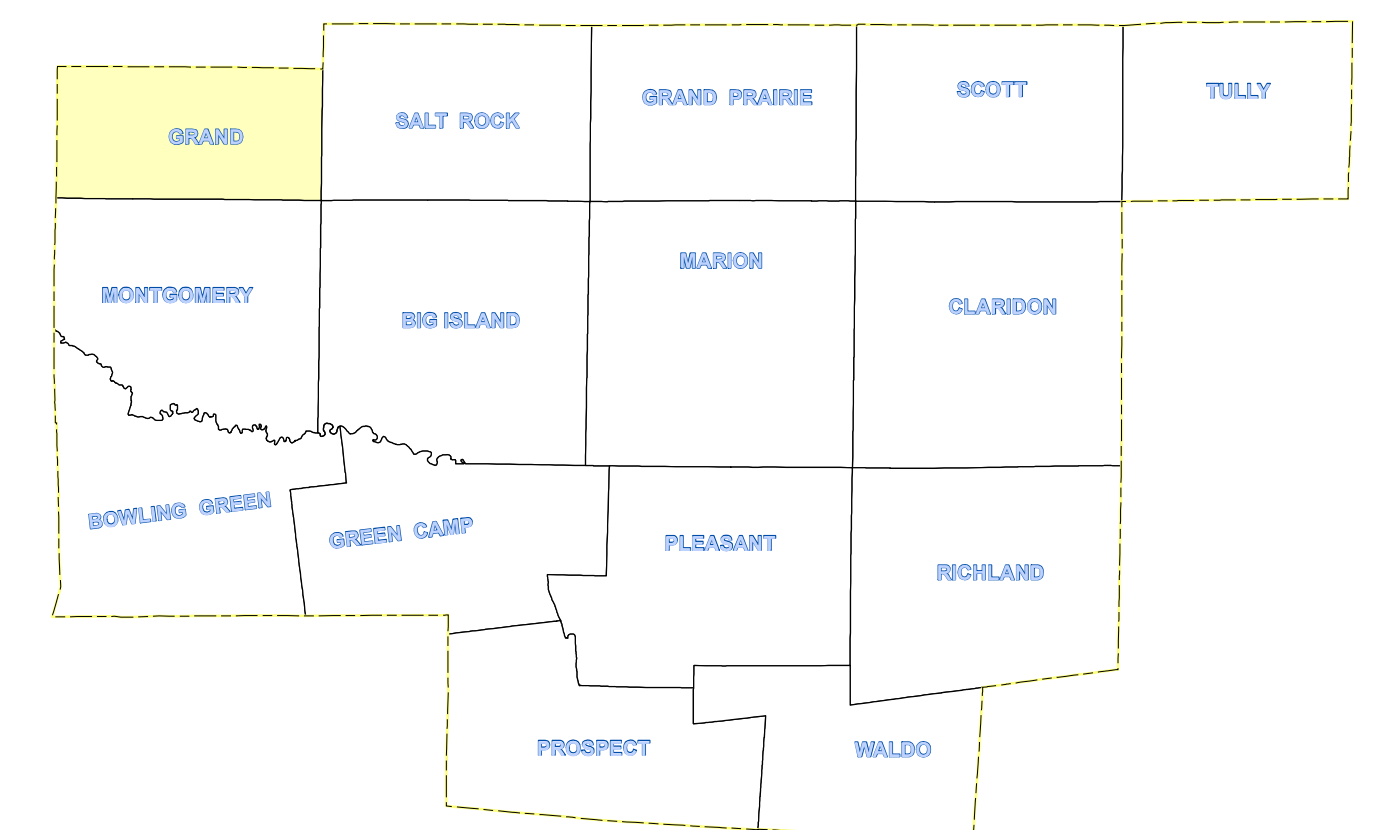 SCOTT
TULLY
GRAND PRAIRIE
SALT ROCK
GRAND
MARION
MONTGOMERY
CLARIDON
BIG ISLAND
BOWLING GREEN
GREEN CAMP
PLEASANT
RICHLAND
PROSPECT
WALDO